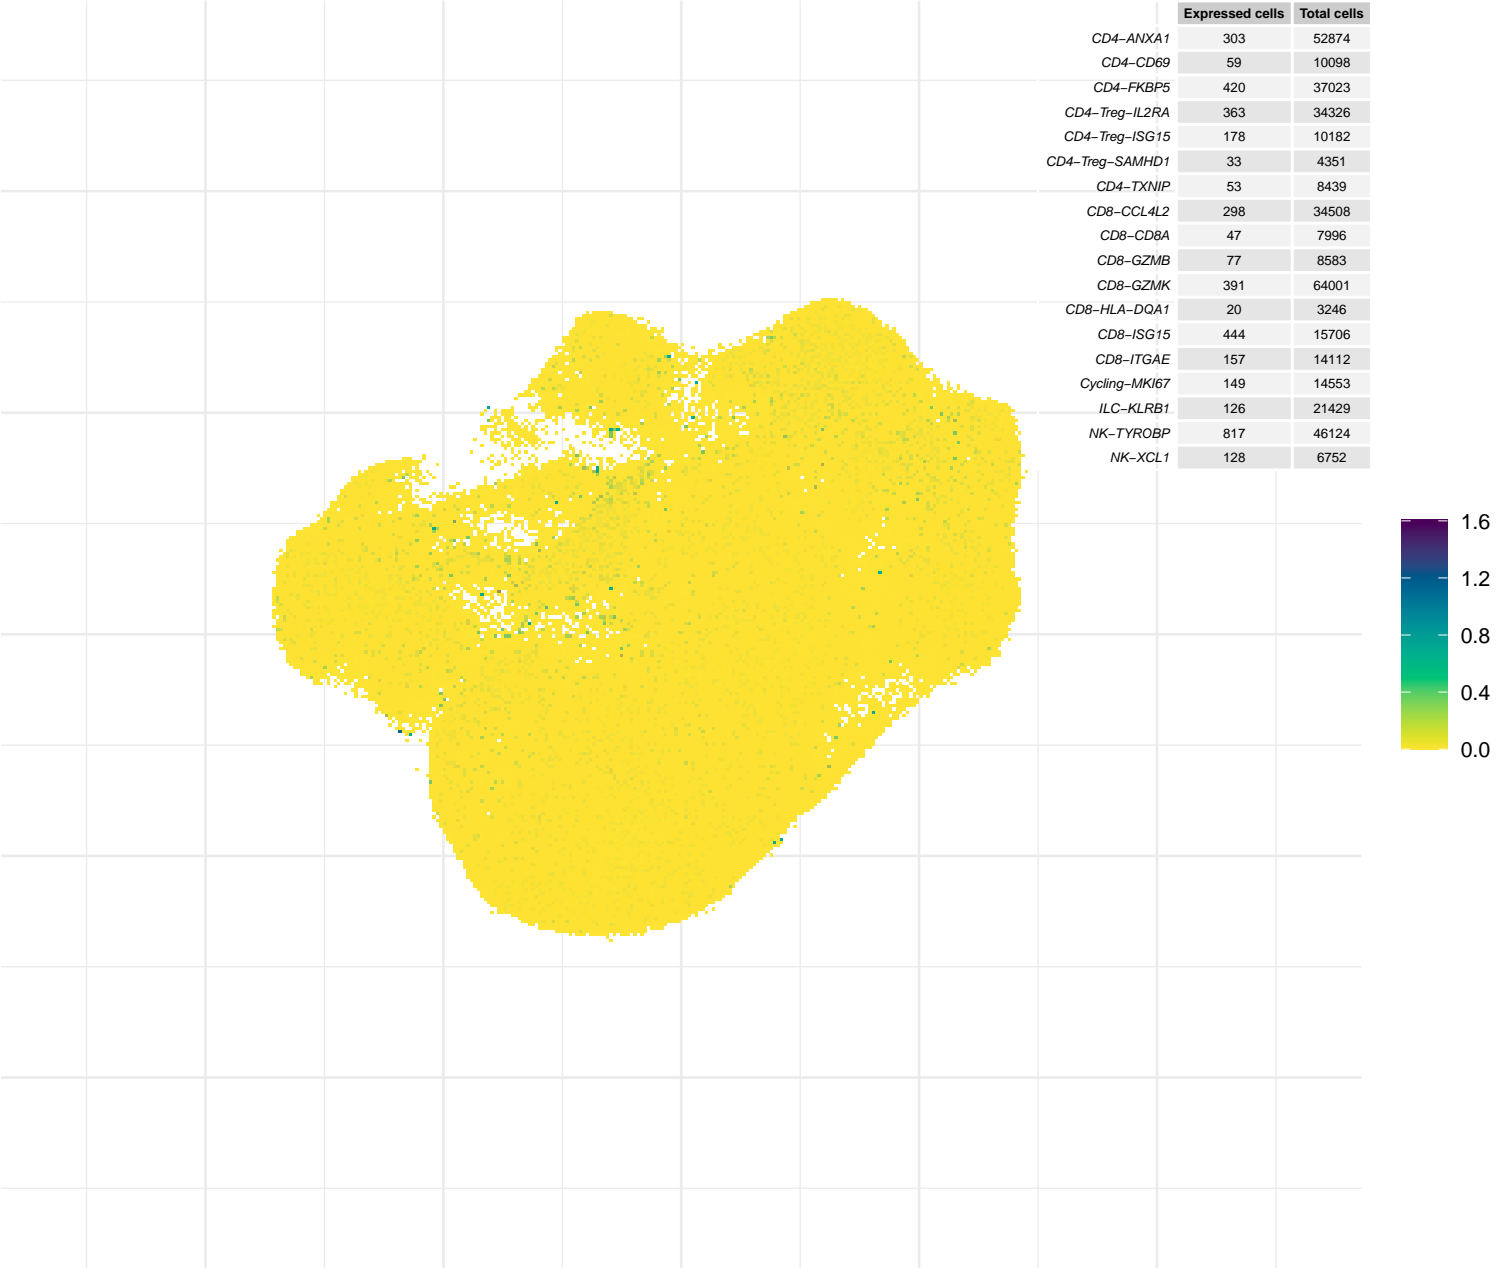 Expressed cells Total cells
CD4−ANXA1 303 52874
CD4−CD69 59 10098
CD4−FKBP5 420 37023
CD4−Treg−IL2RA 363 34326
CD4−Treg−ISG15 178 10182
CD4−Treg−SAMHD1 33 4351
CD4−TXNIP 53 8439
CD8−CCL4L2 298 34508
CD8−CD8A 47 7996
CD8−GZMB 77 8583
CD8−GZMK 391 64001
CD8−HLA−DQA1 20 3246
CD8−ISG15 444 15706
CD8−ITGAE 157 14112
Cycling−MKI67 149 14553
ILC−KLRB1 126 21429
NK−TYROBP 817 46124
NK−XCL1 128 6752
1.6
1.2
0.8
0.4
0.0